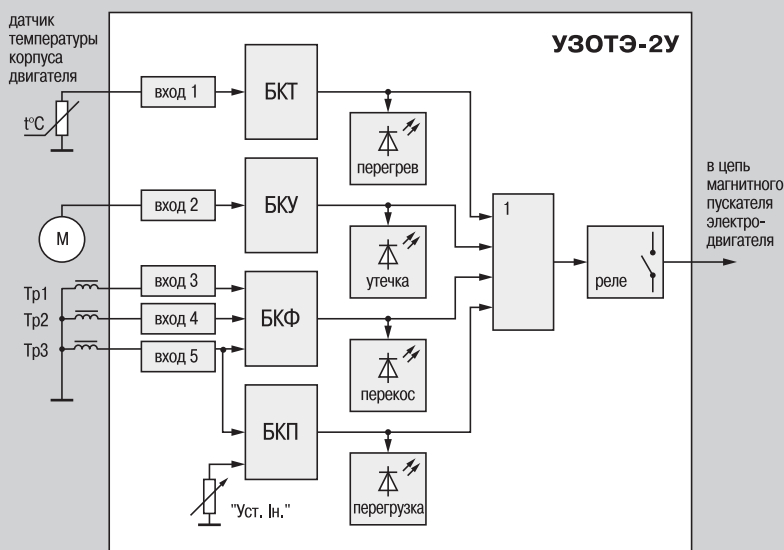 датчик
температуры
корпуса
двигателя
УЗОТЭ-2У
t°C
вход 1
БКТ
перегрев
M
вход 2
БКУ
утечка
1
реле
в цепь
магнитного
пускателя
электро-
двигателя
Тр1
вход 3
Тр2
вход 4
БКФ
Тр3
вход 5
перекос
БКП
"Уст. Iн."
перегрузка